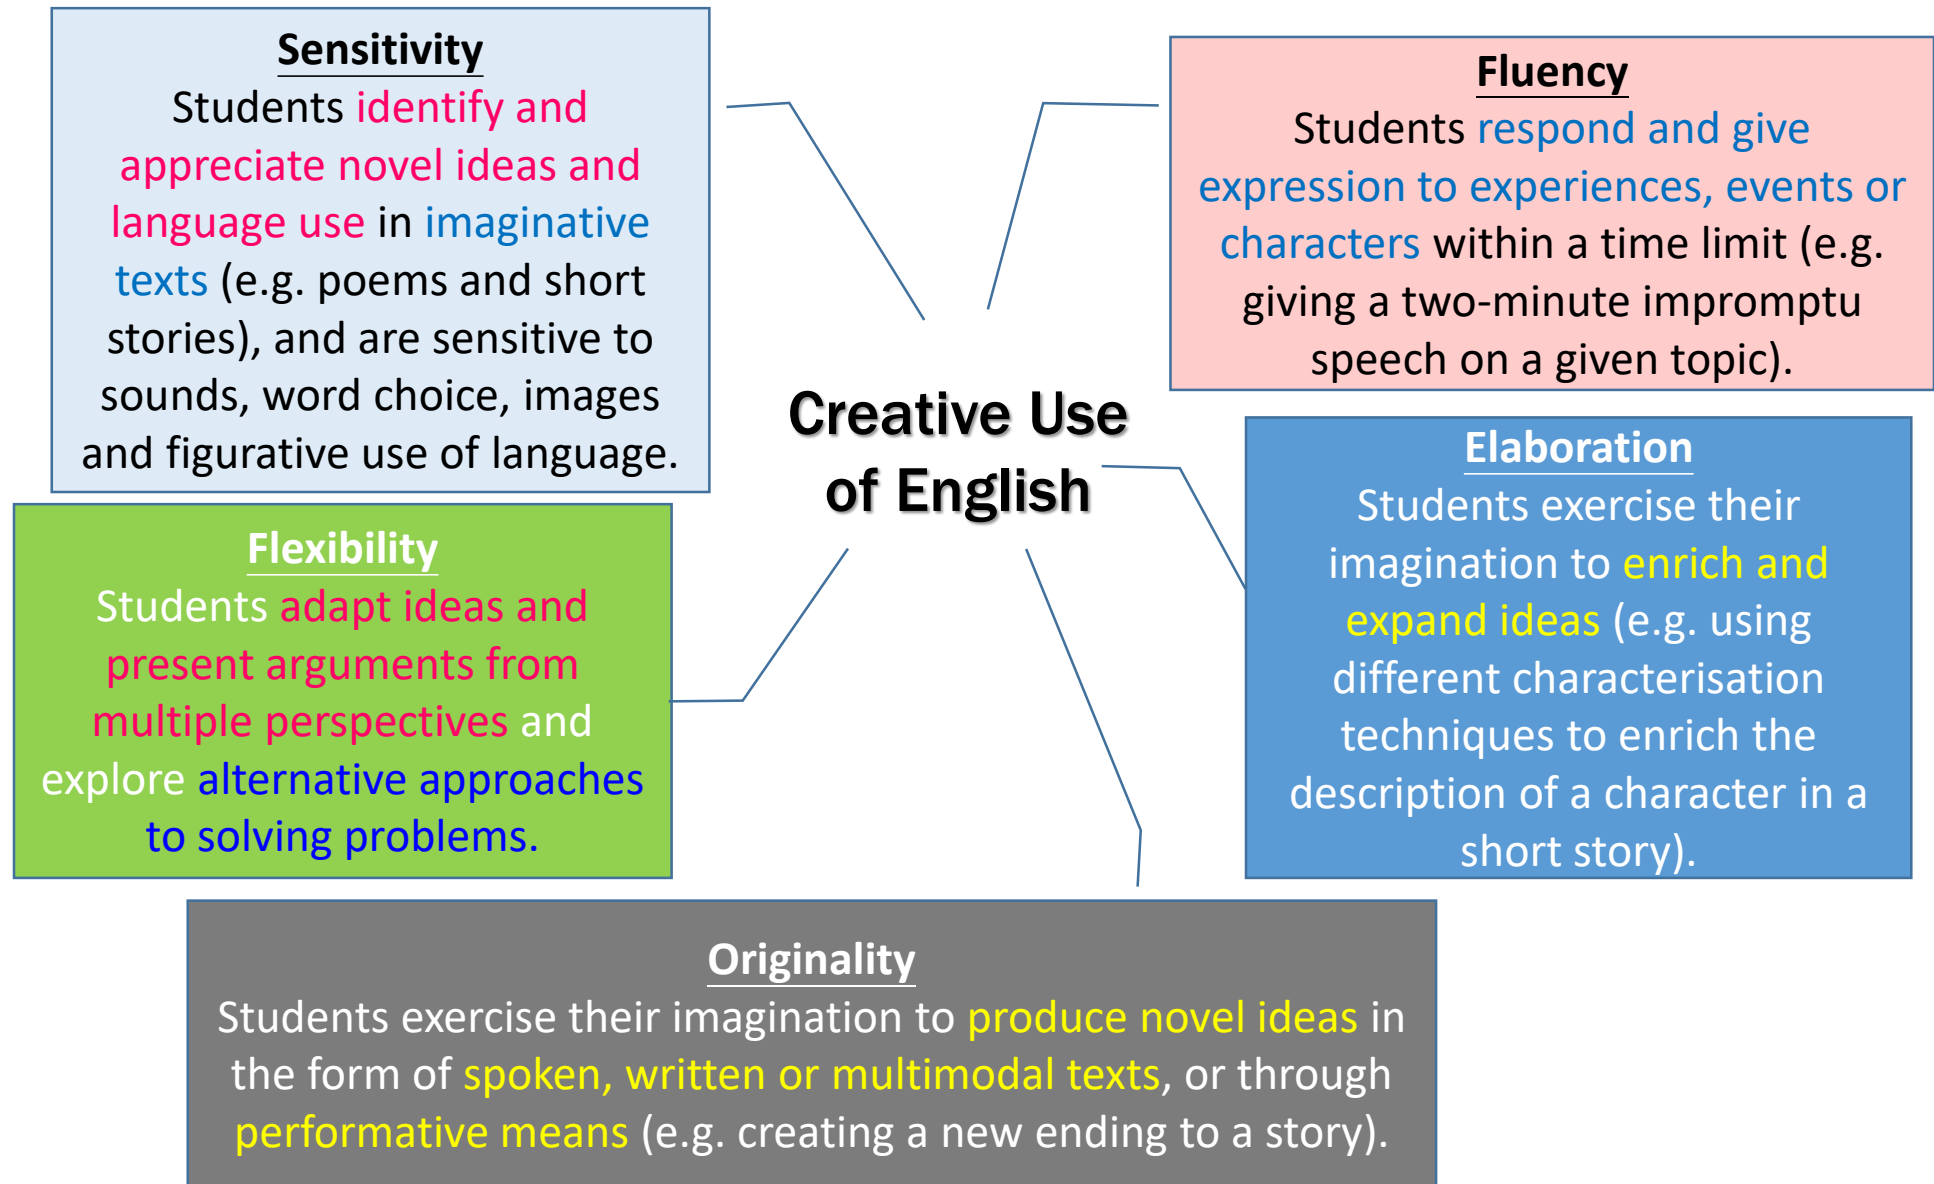 Sensitivity
Students identify and
appreciate novel ideas and
language use in imaginative
texts (e.g. poems and short
stories), and are sensitive to
sounds, word choice, images
and figurative use of language.
Fluency
Students respond and give
expression to experiences, events or
characters within a time limit (e.g.
giving a two-minute impromptu
speech on a given topic).
Creative Use
of English
Flexibility
Students adapt ideas and
present arguments from
multiple perspectives and
explore alternative approaches
to solving problems.
Elaboration
Students exercise their
imagination to enrich and
expand ideas (e.g. using
different characterisation
techniques to enrich the
description of a character in a
short story).
Originality
Students exercise their imagination to produce novel ideas in
the form of spoken, written or multimodal texts, or through
performative means (e.g. creating a new ending to a story).